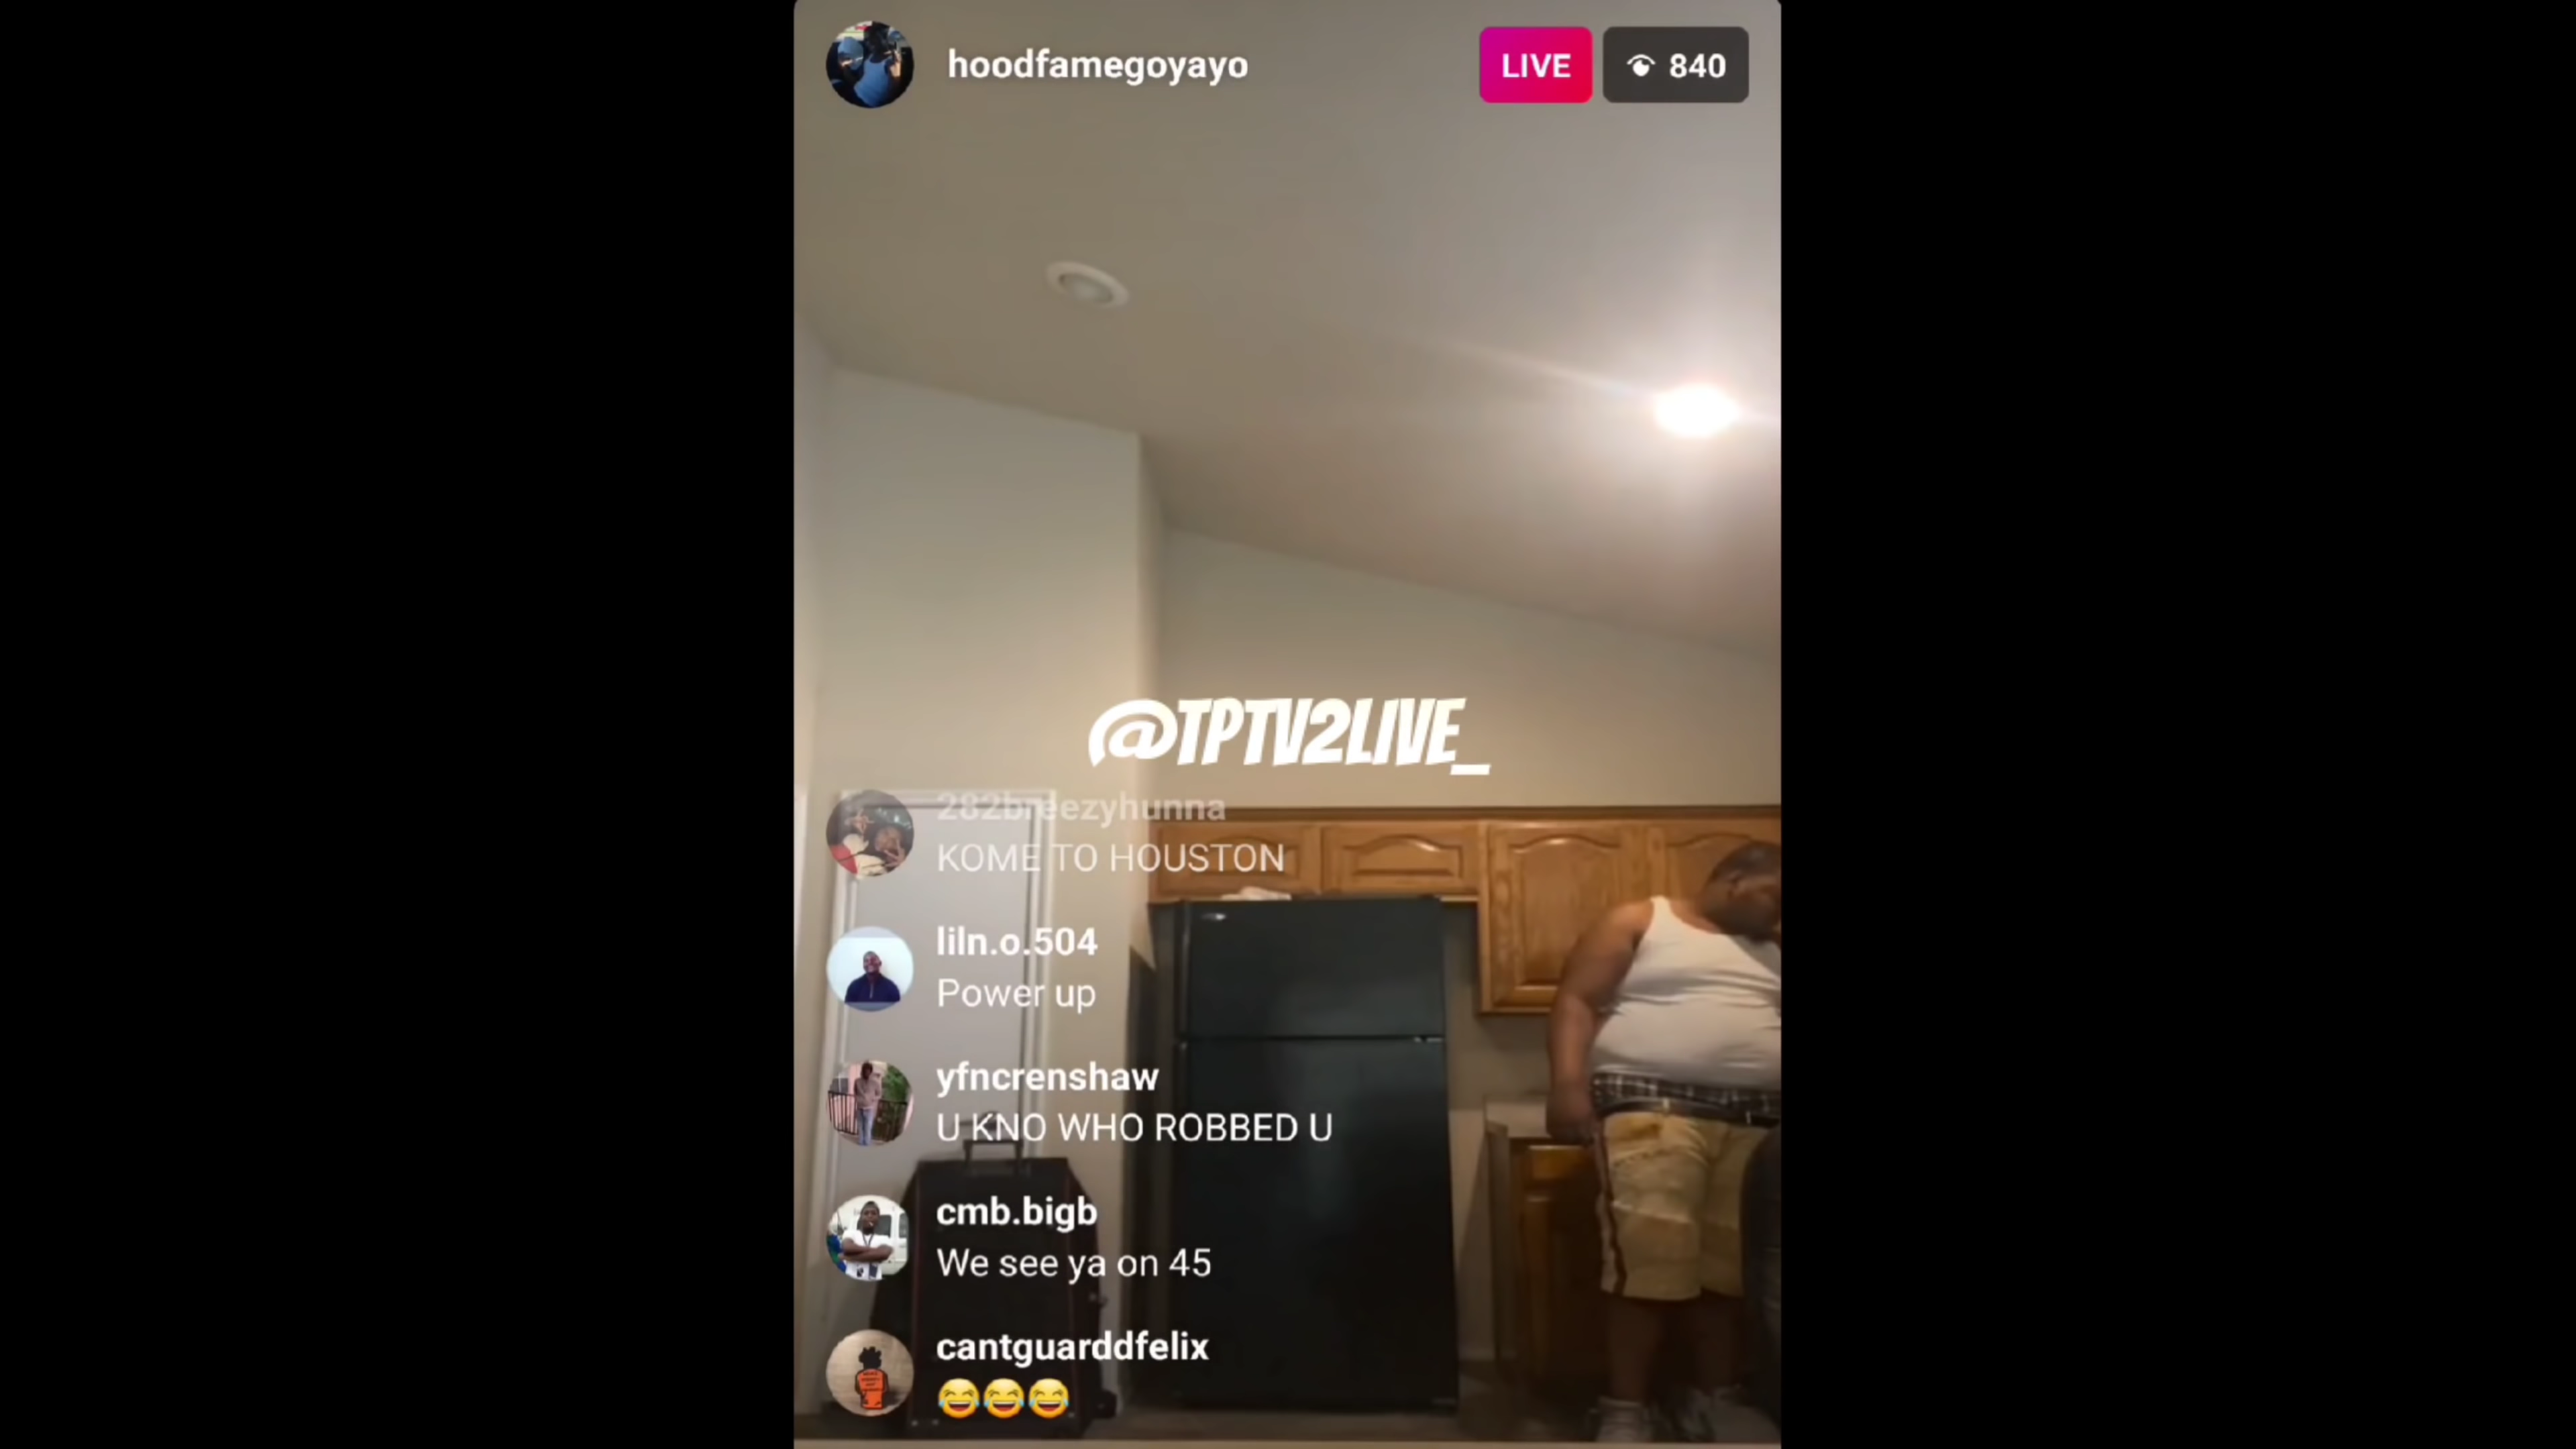 hoodfamegoyayo
LIVE
840
@TPTV2LIVE_
282breezyhunna
KOME TO HOUSTON
liln.o.504
Power up
yfncrenshaw
U KNO WHO ROBBED U
cmb.bigb
We see ya on 45
cantguarddfelix
😂😂😂